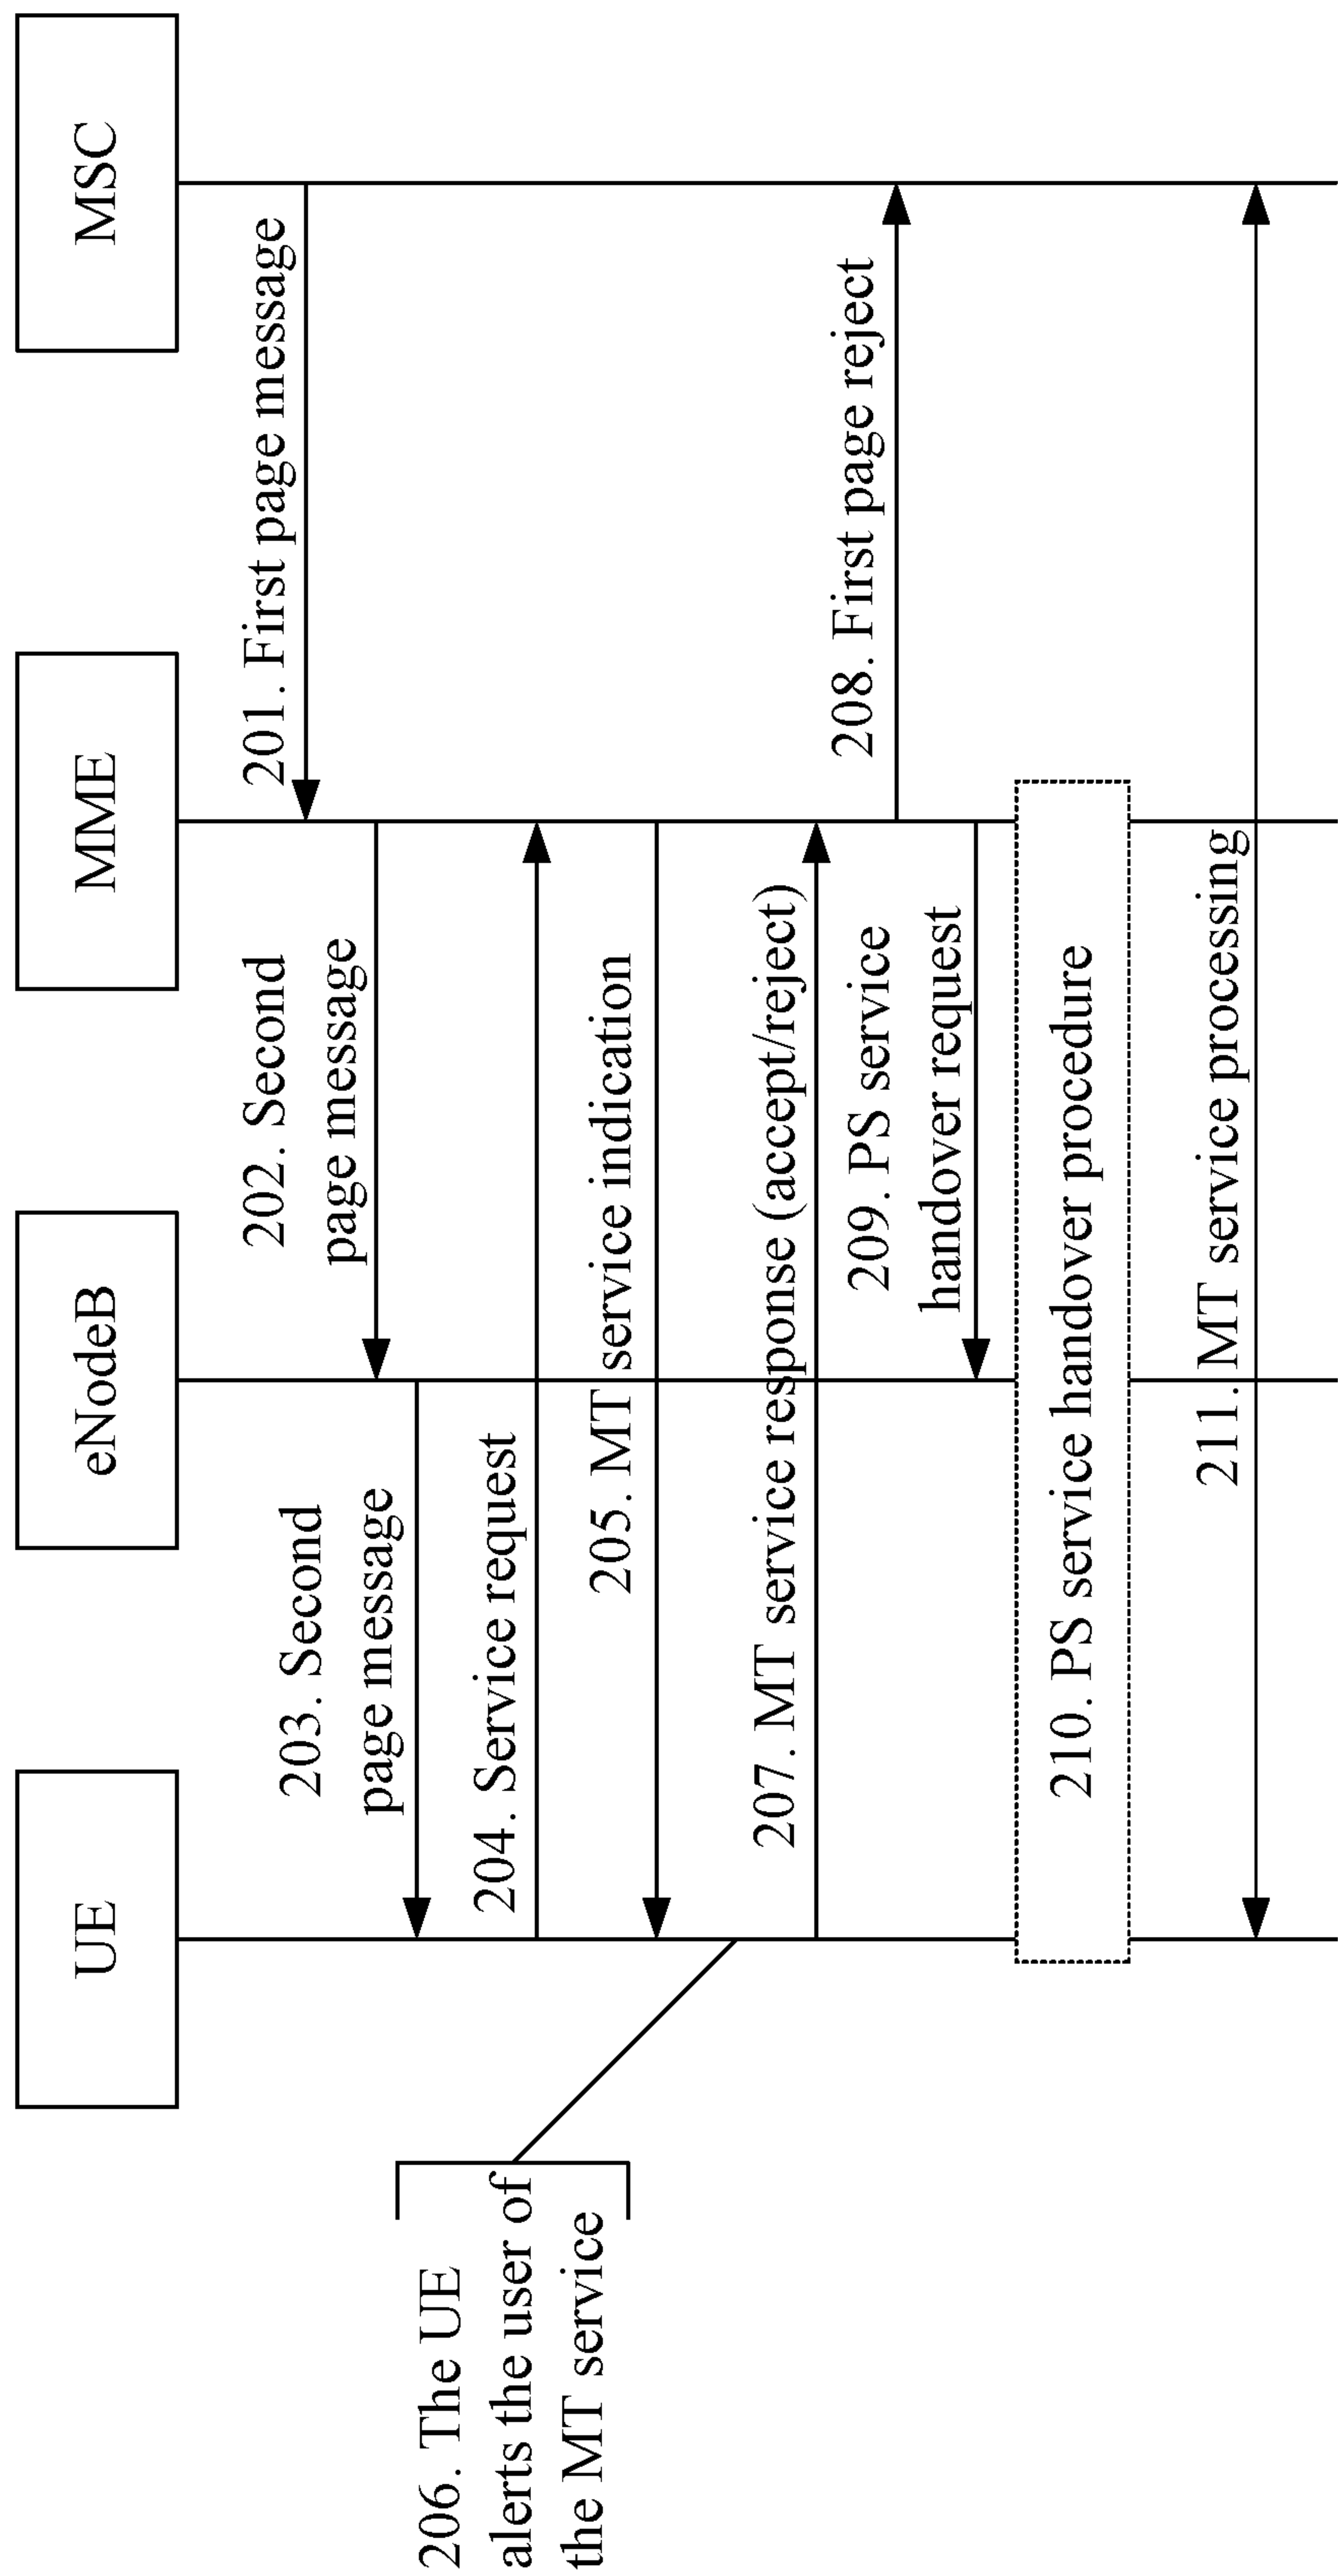 UE
eNodeB
MME
MSC
201. First page message
202. Second
page message
203. Second
page message
204. Service request
205. MT service indication
206. The UE
alerts the user of
the MT service
207. MT service response (accept/reject)
208. First page reject
209. PS service
handover request
210. PS service handover procedure
211. MT service processing